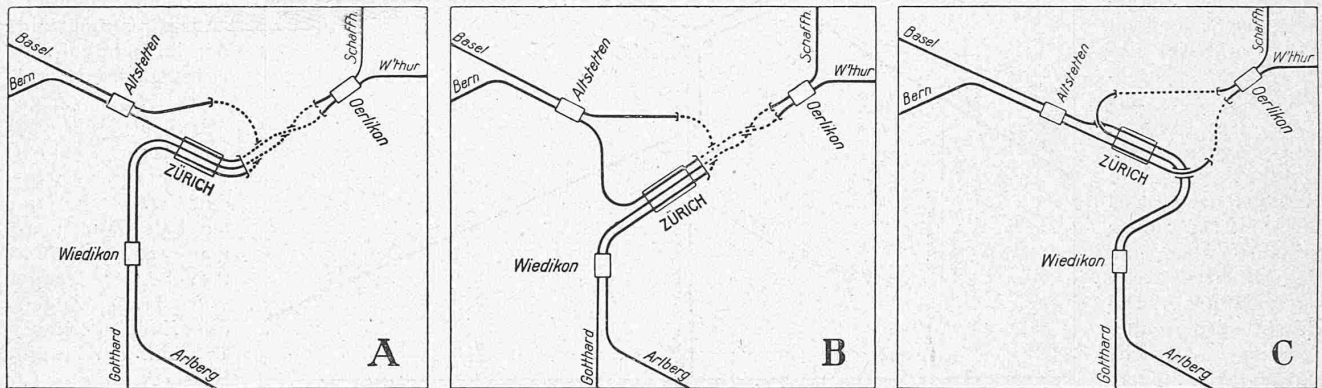 Basel
Bern
Altstetten
Schaffh.
W'thur
Oerlikon
ZÜRICH
Wiedikon
Gotthard
Arlberg
A
Basel
Bern
Altstetten
Schaffh.
W'thur
Oerlikon
ZÜRICH
Wiedikon
Gotthard
Arlberg
B
Basel
Bern
Altstetten
Schaffh.
W'thur
Oerlikon
ZÜRICH
Wiedikon
Gotthard
Arlberg
C